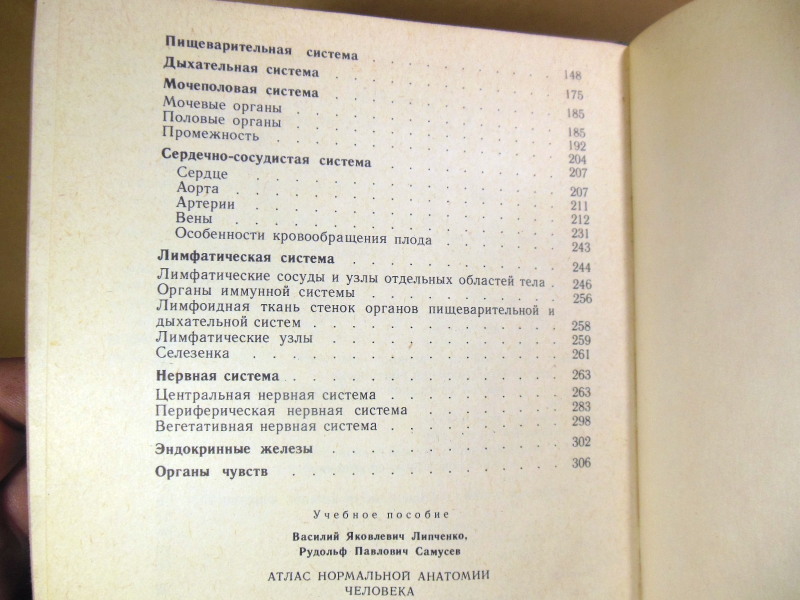 Пищеварительная система . . . . . . . . . . 148
Дыхательная система . . . . . . . . . . . . 175
Мочеполовая система . . . . . . . . . . . . 185
Мочевые органы . . . . . . . . . . . . . 185
Половые органы . . . . . . . . . . . . . 192
Промежность . . . . . . . . . . . . . . 204
Сердечно-сосудистая система . . . . . . . . . 207
Сердце . . . . . . . . . . . . . . . 207
Аорта . . . . . . . . . . . . . . . 211
Артерии . . . . . . . . . . . . . . 212
Вены . . . . . . . . . . . . . . . 231
Особенности кровообращения плода . . . . . . 243
Лимфатическая система . . . . . . . . . . . 244
Лимфатические сосуды и узлы отдельных областей тела . 246
Органы иммунной системы . . . . . . . . . . 256
Лимфоидная ткань стенок органов пищеварительной и
дыхательной систем . . . . . . . . . . . . 258
Лимфатические узлы . . . . . . . . . . . . 259
Селезенка . . . . . . . . . . . . . . . 261
Нервная система . . . . . . . . . . . . . 263
Центральная нервная система . . . . . . . . . 263
Периферическая нервная система . . . . . . . 283
Вегетативная нервная система . . . . . . . . . 298
Эндокринные железы . . . . . . . . . . . . 302
Органы чувств . . . . . . . . . . . . . . 306
Учебное пособие
Василий Яковлевич Липченко,
Рудольф Павлович Самусев
АТЛАС НОРМАЛЬНОЙ АНАТОМИИ
ЧЕЛОВЕКА